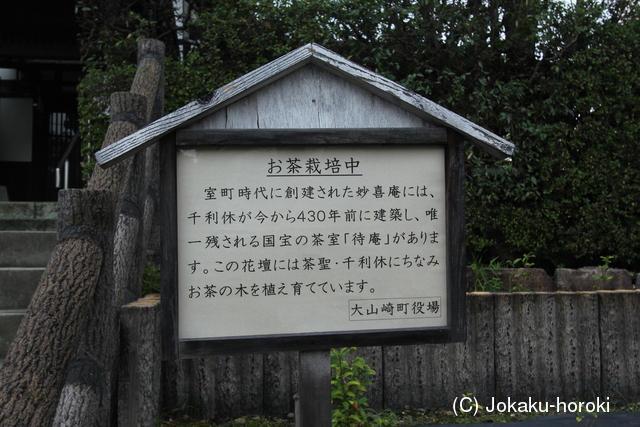 お茶栽培中
室町時代に創建された妙喜庵には、
千利休が今から430年前に建築し、唯
一残される国宝の茶室「待庵」がありま
す。この花壇には茶聖・千利休にちなみ
お茶の木を植え育てています。
大山崎町役場
(C) Jokaku-horoki